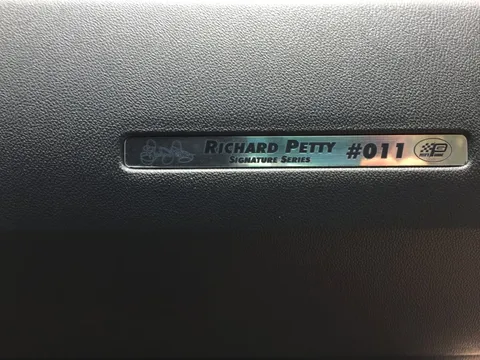 RICHARD PETTY
SIGNATURE SERIES
#011